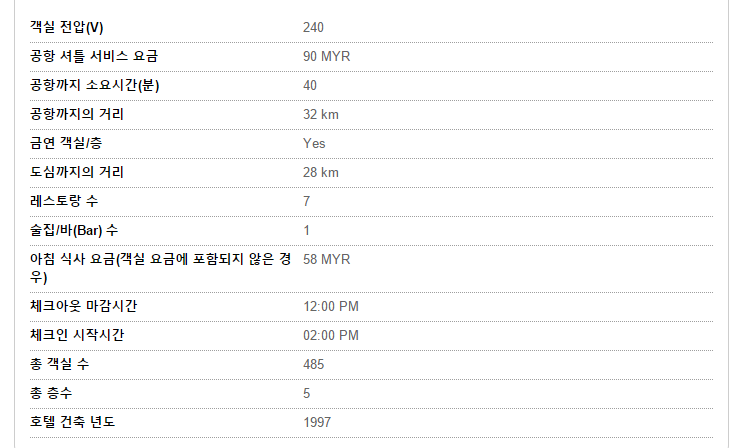 객실 전압(V) 240
공항 셔틀 서비스 요금 90 MYR
공항까지 소요시간(분) 40
공항까지의 거리 32 km
금연 객실/층 Yes
도심까지의 거리 28 km
레스토랑 수 7
술집/바(Bar) 수 1
아침 식사 요금(객실 요금에 포함되지 않은 경 58 MYR
우)
체크아웃 마감시간 12:00 PM
체크인 시작시간 02:00 PM
총 객실 수 485
총 층수 5
호텔 건축 년도 1997